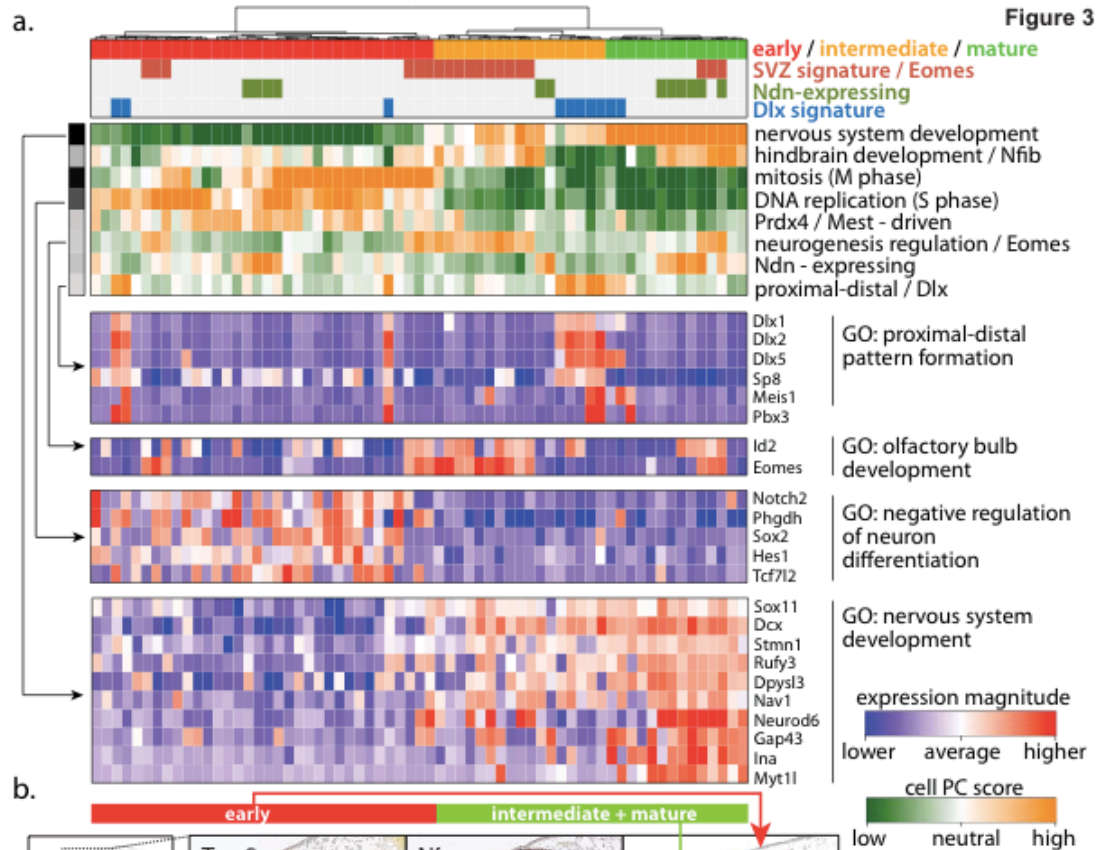 a.
Figure 3
early / intermediate / mature
SVZ signature / Eomes
Ndn-expressing
Dlx signature
nervous system development
hindbrain development / Nfib
mitosis (M phase)
DNA replication (S phase)
Prdx4 / Mest - driven
neurogenesis regulation / Eomes
Ndn - expressing
proximal-distal / Dlx
Dlx1
Dlx2
Dlx5
Sp8
Meis1
Pbx3
GO: proximal-distal
pattern formation
Id2
Eomes
GO: olfactory bulb
development
Notch2
Phgdh
Sox2
Hes1
Tcf7l2
GO: negative regulation
of neuron
differentiation
Sox11
Dcx
Stmn1
Rufy3
Dpysl3
Nav1
Neurod6
Gap43
Ina
Myt1l
GO: nervous system
development
expression magnitude
lower average higher
cell PC score
low neutral high
b.
early
intermediate + mature